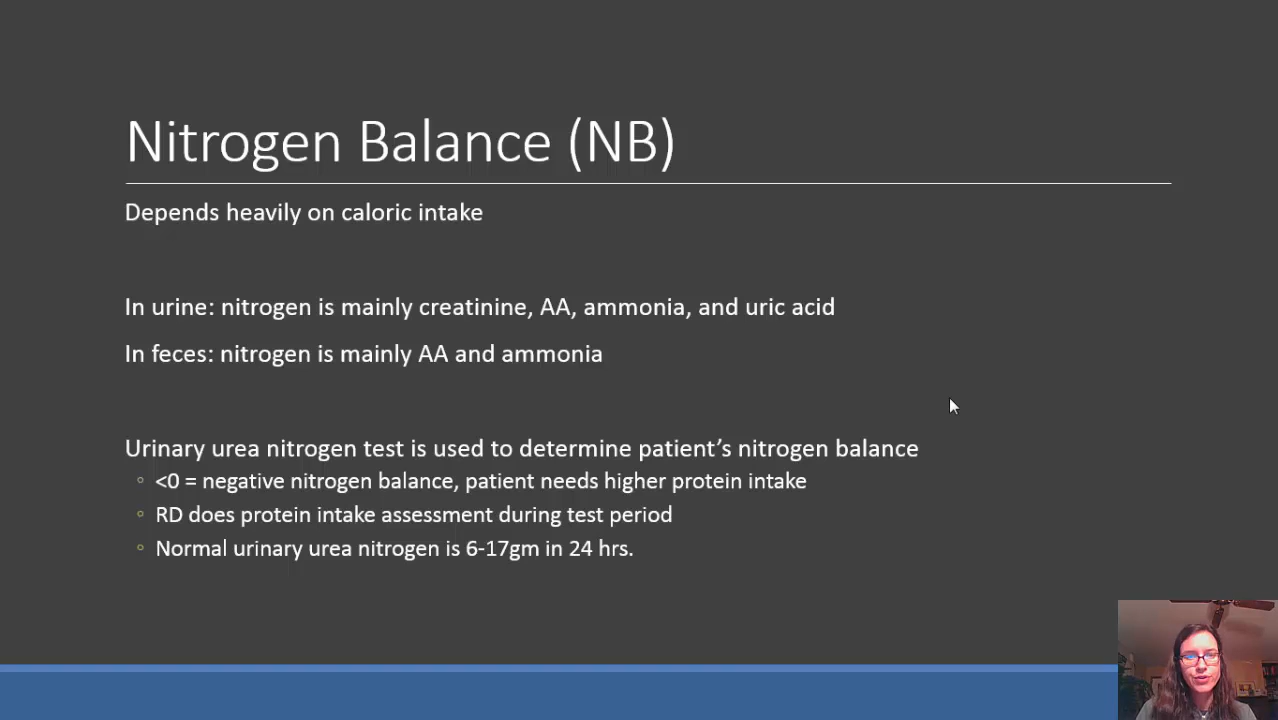 Nitrogen Balance (NB)
Depends heavily on caloric intake
In urine: nitrogen is mainly creatinine, AA, ammonia, and uric acid
In feces: nitrogen is mainly AA and ammonia
Urinary urea nitrogen test is used to determine patient’s nitrogen balance
<0 = negative nitrogen balance, patient needs higher protein intake
RD does protein intake assessment during test period
Normal urinary urea nitrogen is 6-17gm in 24 hrs.